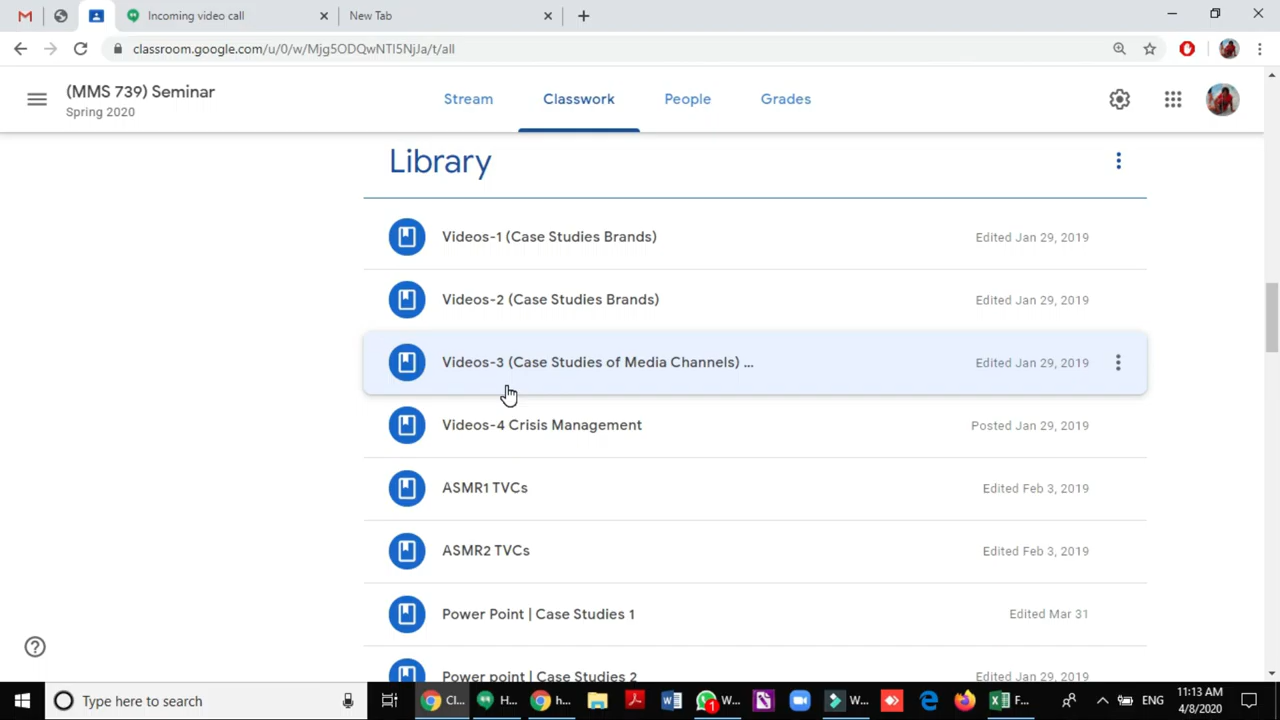 Incoming video call
New Tab
classroom.google.com/u/0/w/Mjg5ODQwNTI5NjJa/t/all
(MMS 739) Seminar
Spring 2020
Stream
Classwork
People
Grades
Library
Videos-1 (Case Studies Brands)
Edited Jan 29, 2019
Videos-2 (Case Studies Brands)
Edited Jan 29, 2019
Videos-3 (Case Studies of Media Channels) ...
Edited Jan 29, 2019
Videos-4 Crisis Management
Posted Jan 29, 2019
ASMR1 TVCs
Edited Feb 3, 2019
ASMR2 TVCs
Edited Feb 3, 2019
Power Point | Case Studies 1
Edited Mar 31
Power point | Case Studies 2
Edited Jan 29, 2019
Type here to search
Cl...
H...
h...
1
W...
W...
F...
ENG
11:13 AM
4/8/2020